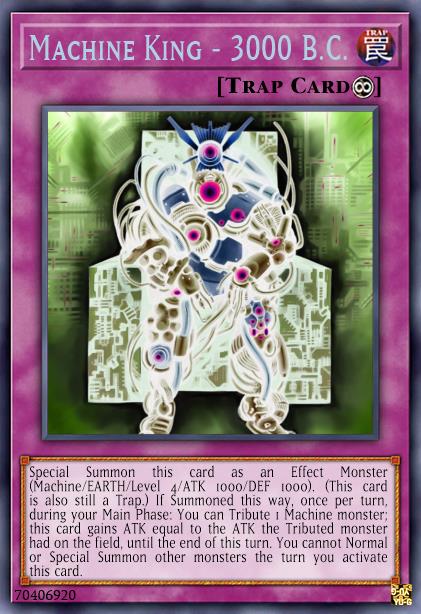 MACHINE KING - 3000 B.C.
TRAP
罠
[TRAP CARD♾]
Special Summon this card as an Effect Monster
(Machine/EARTH/Level 4/ATK 1000/DEF 1000). (This card
is also still a Trap.) If Summoned this way, once per turn,
during your Main Phase: You can Tribute 1 Machine monster;
this card gains ATK equal to the ATK the Tributed monster
had on the field, until the end of this turn. You cannot Normal
or Special Summon other monsters the turn you activate
this card.
70406920